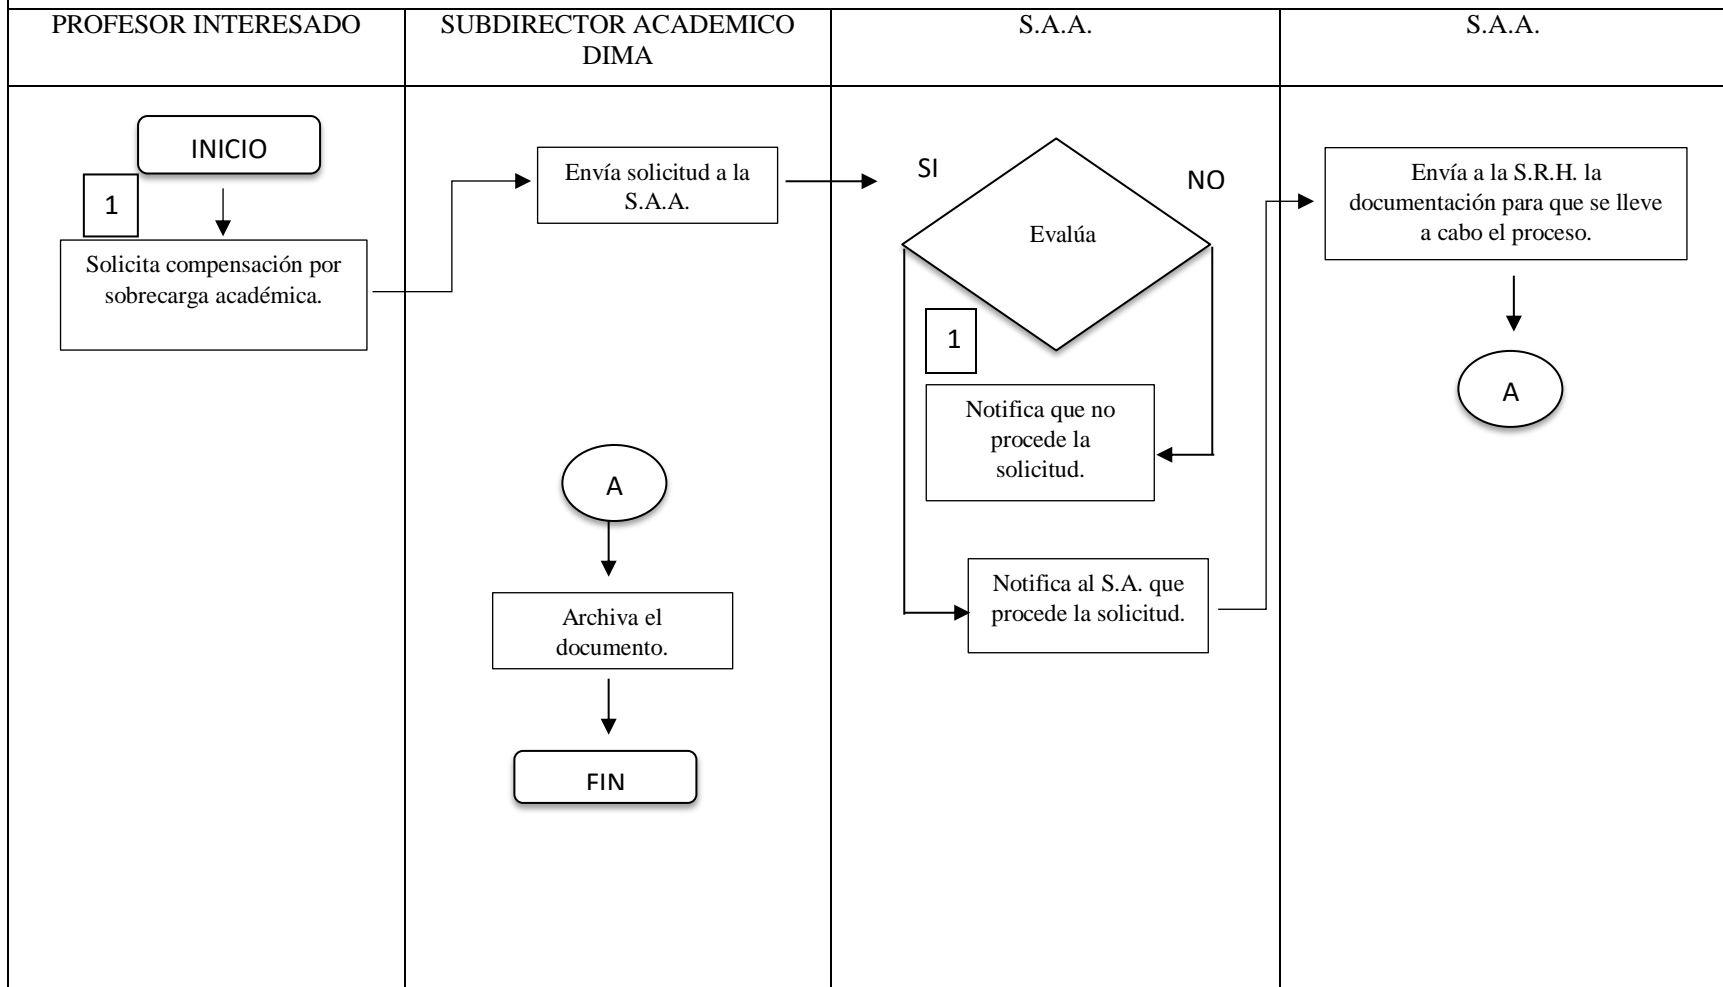 PROFESOR INTERESADO
SUBDIRECTOR ACADEMICO
DIMA
S.A.A.
S.A.A.
INICIO
1
Solicita compensación por
sobrecarga académica.
Envía solicitud a la
S.A.A.
A
Archiva el
documento.
FIN
SI
NO
Evalúa
1
Notifica que no
procede la
solicitud.
Notifica al S.A. que
procede la solicitud.
Envía a la S.R.H. la
documentación para que se lleve
a cabo el proceso.
A